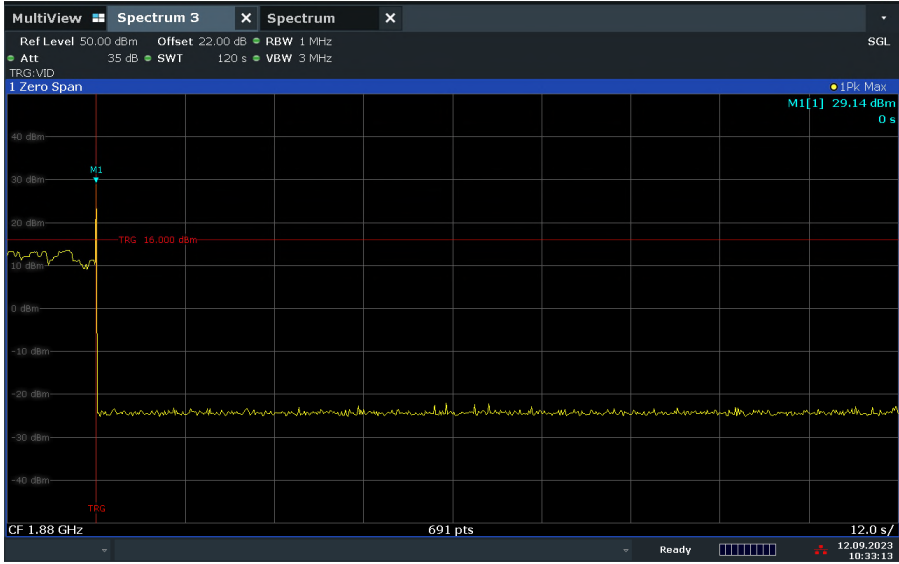 MultiView Spectrum 3 X Spectrum X
Ref Level 50.00 dBm Offset 22.00 dB RBW 1 MHz SGL
Att 35 dB SWT 120 s VBW 3 MHz
TRG:VID
1 Zero Span 1Pk Max
M1[1] 29.14 dBm
0 s
40 dBm
M1
30 dBm
20 dBm
TRG 16.000 dBm
10 dBm
0 dBm
-10 dBm
-20 dBm
-30 dBm
-40 dBm
TRG
CF 1.88 GHz 691 pts 12.0 s/
Ready 12.09.2023
10:33:13